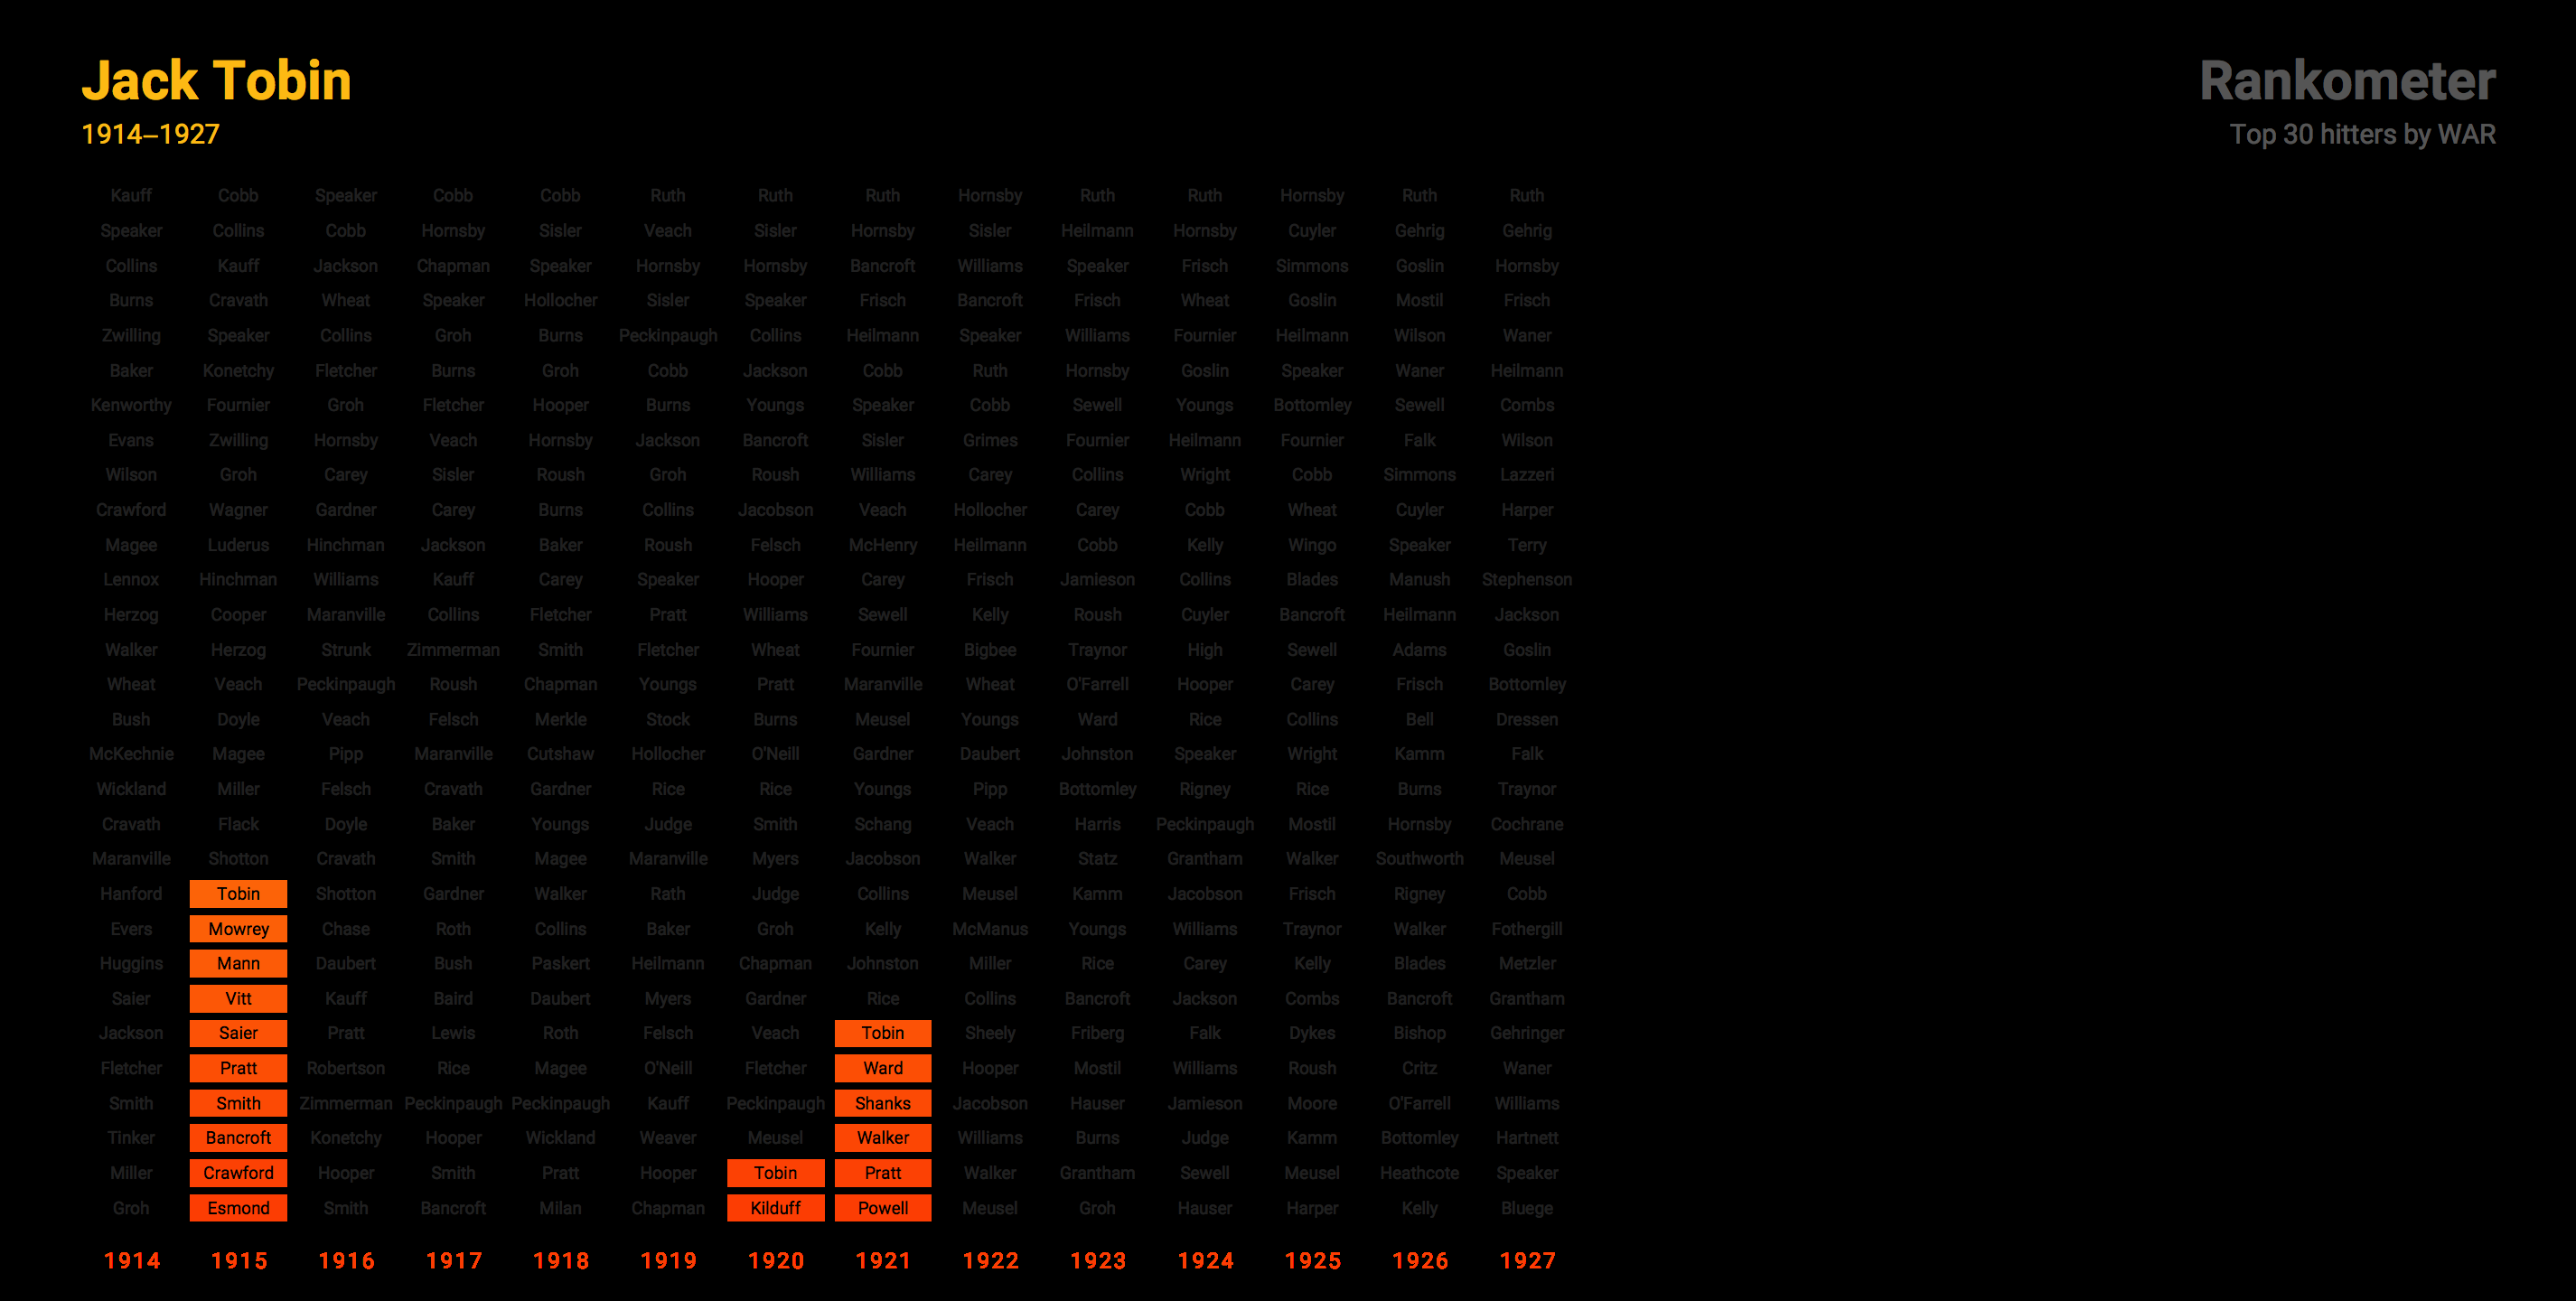 Jack Tobin
Rankometer
1914–1927
Top 30 hitters by WAR
Kauff Cobb Speaker Cobb Cobb Ruth Ruth Ruth Hornsby Ruth Ruth Hornsby Ruth Ruth
Speaker Collins Cobb Hornsby Sisler Veach Sisler Hornsby Sisler Heilmann Hornsby Cuyler Gehrig Gehrig
Collins Kauff Jackson Chapman Speaker Hornsby Hornsby Bancroft Williams Speaker Frisch Simmons Goslin Hornsby
Burns Cravath Wheat Speaker Hollocher Sisler Speaker Frisch Bancroft Frisch Wheat Goslin Mostil Frisch
Zwilling Speaker Collins Groh Burns Peckinpaugh Collins Heilmann Speaker Williams Fournier Heilmann Wilson Waner
Baker Konetchy Fletcher Burns Groh Cobb Jackson Cobb Ruth Hornsby Goslin Speaker Waner Heilmann
Kenworthy Fournier Groh Fletcher Hooper Burns Youngs Speaker Cobb Sewell Youngs Bottomley Sewell Combs
Evans Zwilling Hornsby Veach Hornsby Jackson Bancroft Sisler Grimes Fournier Heilmann Fournier Falk Wilson
Wilson Groh Carey Sisler Roush Groh Roush Williams Carey Collins Wright Cobb Simmons Lazzeri
Crawford Wagner Gardner Carey Burns Collins Jacobson Veach Hollocher Carey Cobb Wheat Cuyler Harper
Magee Luderus Hinchman Jackson Baker Roush Felsch McHenry Heilmann Cobb Kelly Wingo Speaker Terry
Lennox Hinchman Williams Kauff Carey Speaker Hooper Carey Frisch Jamieson Collins Blades Manush Stephenson
Herzog Cooper Maranville Collins Fletcher Pratt Williams Sewell Kelly Roush Cuyler Bancroft Heilmann Jackson
Walker Herzog Strunk Zimmerman Smith Fletcher Wheat Fournier Bigbee Traynor High Sewell Adams Goslin
Wheat Veach Peckinpaugh Roush Chapman Youngs Pratt Maranville Wheat O'Farrell Hooper Carey Frisch Bottomley
Bush Doyle Veach Felsch Merkle Stock Burns Meusel Youngs Ward Rice Collins Bell Dressen
McKechnie Magee Pipp Maranville Cutshaw Hollocher O'Neill Gardner Daubert Johnston Speaker Wright Kamm Falk
Wickland Miller Felsch Cravath Gardner Rice Rice Youngs Pipp Bottomley Rigney Rice Burns Traynor
Cravath Flack Doyle Baker Youngs Judge Smith Schang Veach Harris Peckinpaugh Mostil Hornsby Cochrane
Maranville Shotton Cravath Smith Magee Maranville Myers Jacobson Walker Statz Grantham Walker Southworth Meusel
Hanford Tobin Shotton Gardner Walker Rath Judge Collins Meusel Kamm Jacobson Frisch Rigney Cobb
Evers Mowrey Chase Roth Collins Baker Groh Kelly McManus Youngs Williams Traynor Walker Fothergill
Huggins Mann Daubert Bush Paskert Heilmann Chapman Johnston Miller Rice Carey Kelly Blades Metzler
Saier Vitt Kauff Baird Daubert Myers Gardner Rice Collins Bancroft Jackson Combs Bancroft Grantham
Jackson Saier Pratt Lewis Roth Felsch Veach Tobin Sheely Friberg Falk Dykes Bishop Gehringer
Fletcher Pratt Robertson Rice Magee O'Neill Fletcher Ward Hooper Mostil Williams Roush Critz Waner
Smith Smith Zimmerman Peckinpaugh Peckinpaugh Kauff Peckinpaugh Shanks Jacobson Hauser Jamieson Moore O'Farrell Williams
Tinker Bancroft Konetchy Hooper Wickland Weaver Meusel Walker Williams Burns Judge Kamm Bottomley Hartnett
Miller Crawford Hooper Smith Pratt Hooper Tobin Pratt Walker Grantham Sewell Meusel Heathcote Speaker
Groh Esmond Smith Bancroft Milan Chapman Kilduff Powell Meusel Groh Hauser Harper Kelly Bluege
1914 1915 1916 1917 1918 1919 1920 1921 1922 1923 1924 1925 1926 1927